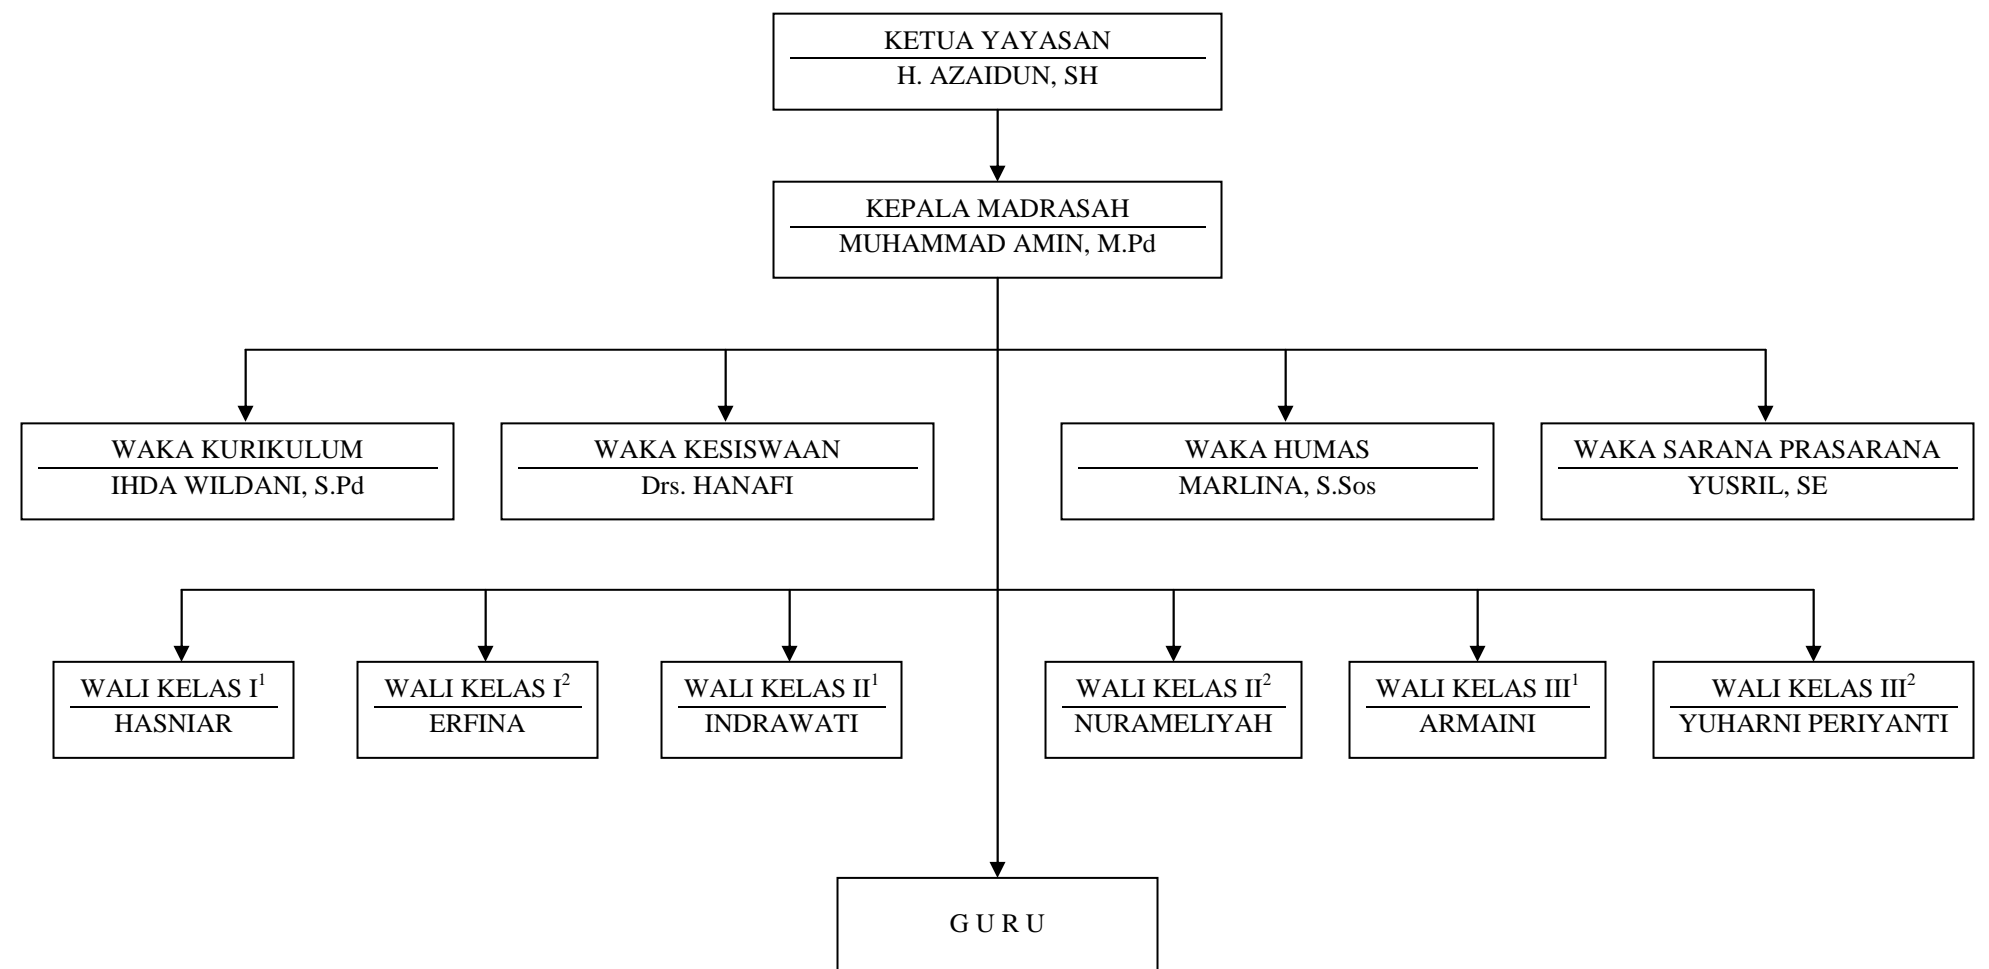 KETUA YAYASAN
H. AZAIDUN, SH
KEPALA MADRASAH
MUHAMMAD AMIN, M.Pd
WAKA KURIKULUM
IHDA WILDANI, S.Pd
WAKA KESISWAAN
Drs. HANAFI
WAKA HUMAS
MARLINA, S.Sos
WAKA SARANA PRASARANA
YUSRIL, SE
WALI KELAS I¹
HASNIAR
WALI KELAS I²
ERFINA
WALI KELAS II¹
INDRAWATI
WALI KELAS II²
NURAMELIYAH
WALI KELAS III¹
ARMAINI
WALI KELAS III²
YUHARNI PERIYANTI
G U R U